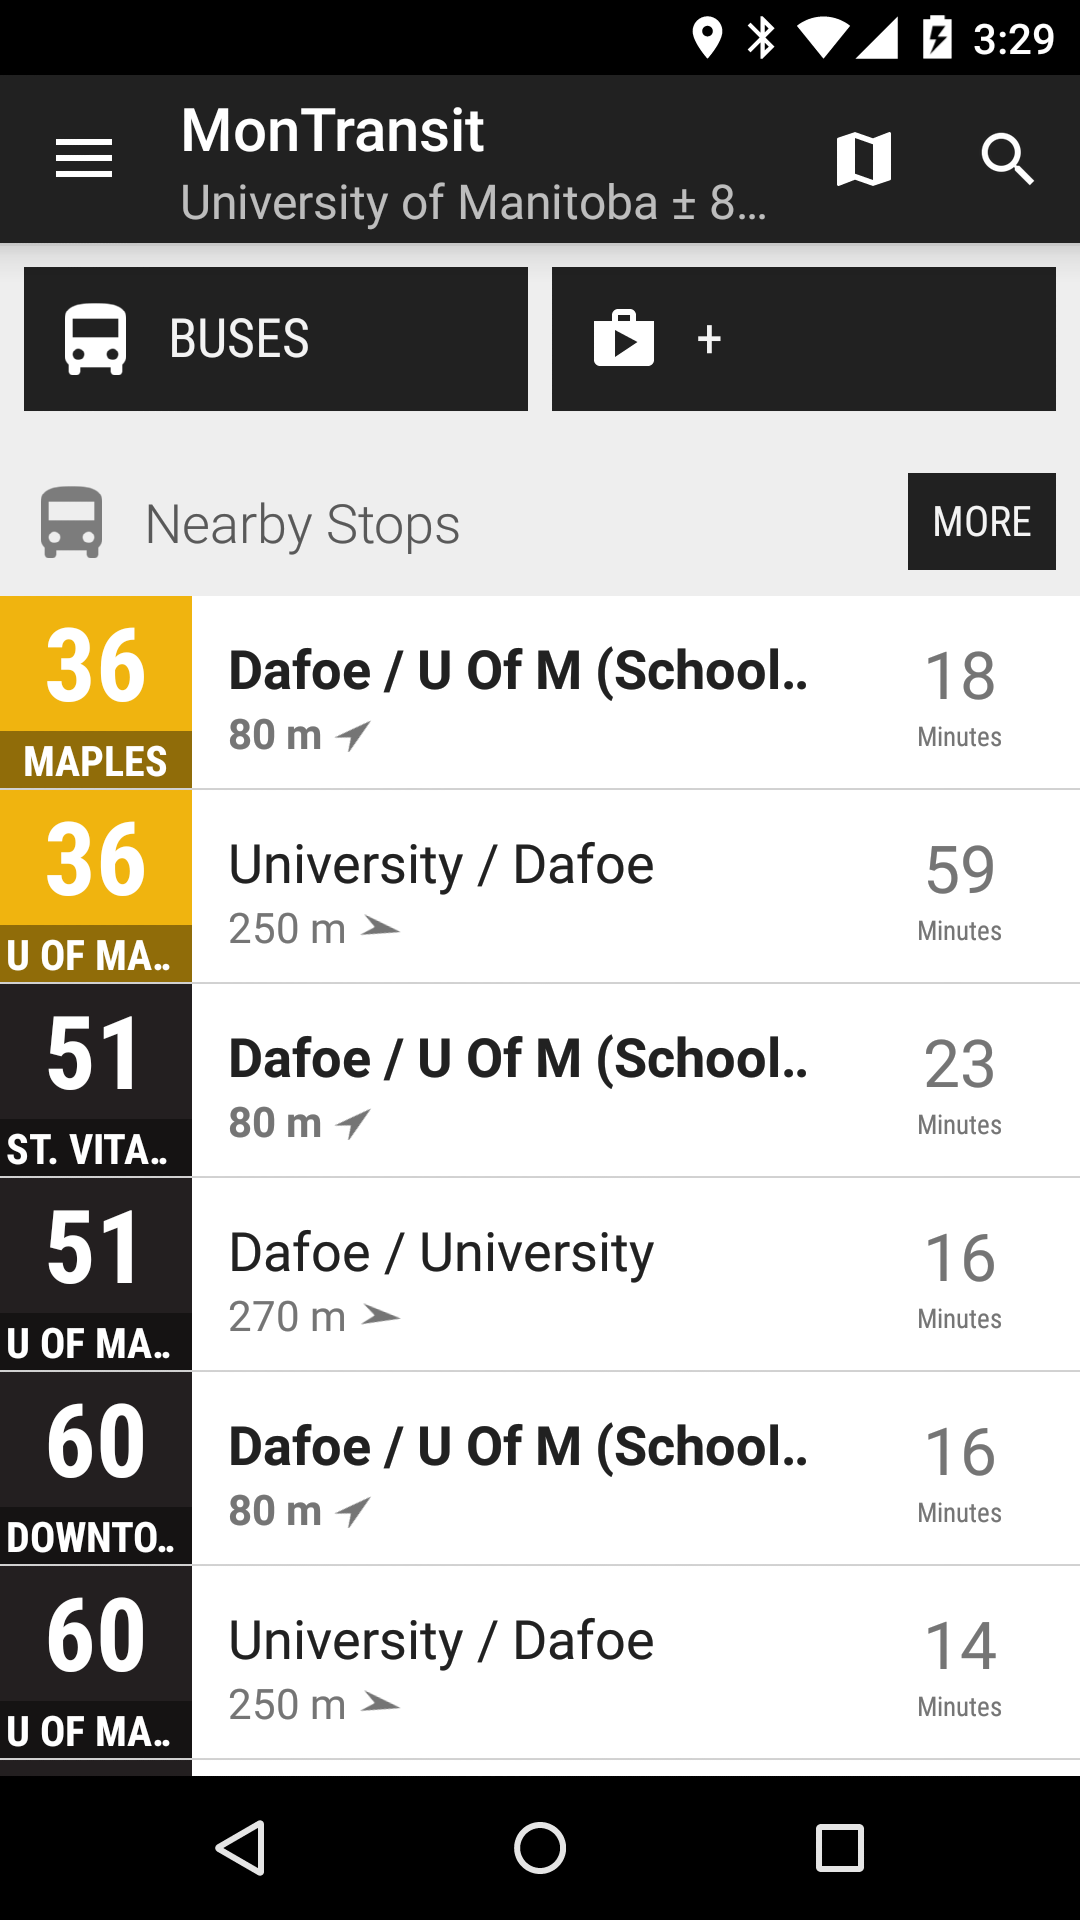 3:29
MonTransit
University of Manitoba ± 8...
BUSES
+
Nearby Stops
MORE
36
MAPLES
Dafoe / U Of M (School..
80 m
18
Minutes
36
U OF MA..
University / Dafoe
250 m
59
Minutes
51
ST. VITA..
Dafoe / U Of M (School..
80 m
23
Minutes
51
U OF MA..
Dafoe / University
270 m
16
Minutes
60
DOWNTO..
Dafoe / U Of M (School..
80 m
16
Minutes
60
U OF MA..
University / Dafoe
250 m
14
Minutes